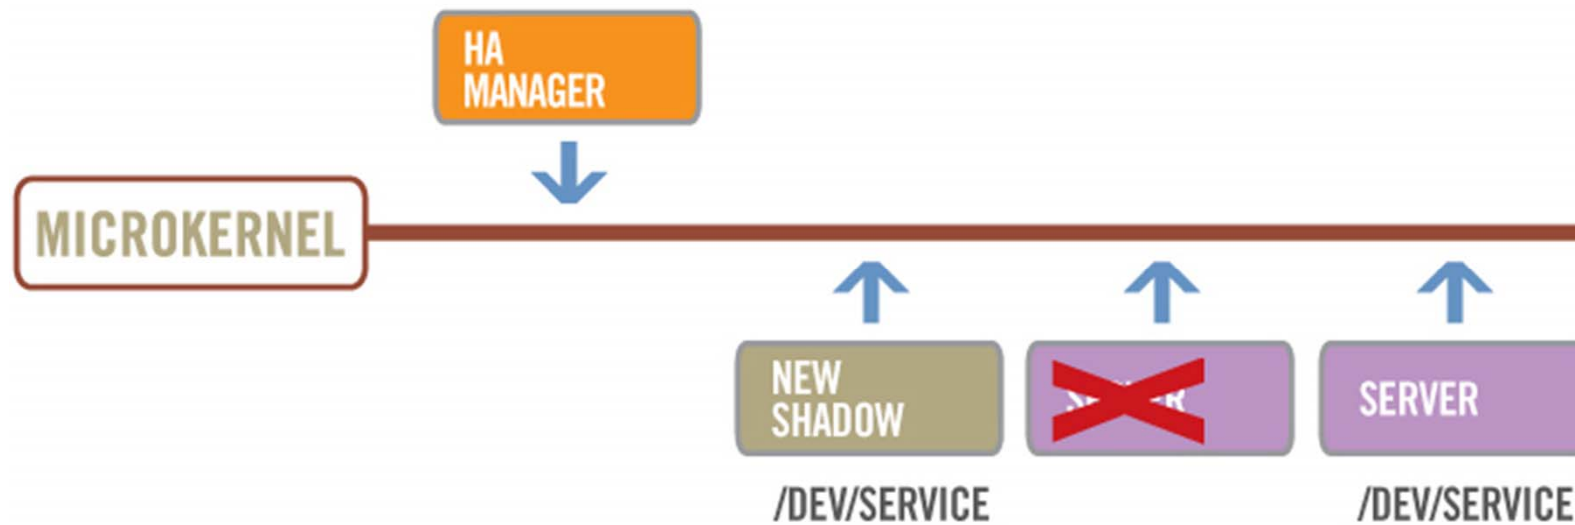 HA
MANAGER
MICROKERNEL
NEW
SHADOW
SERVER
/DEV/SERVICE
/DEV/SERVICE